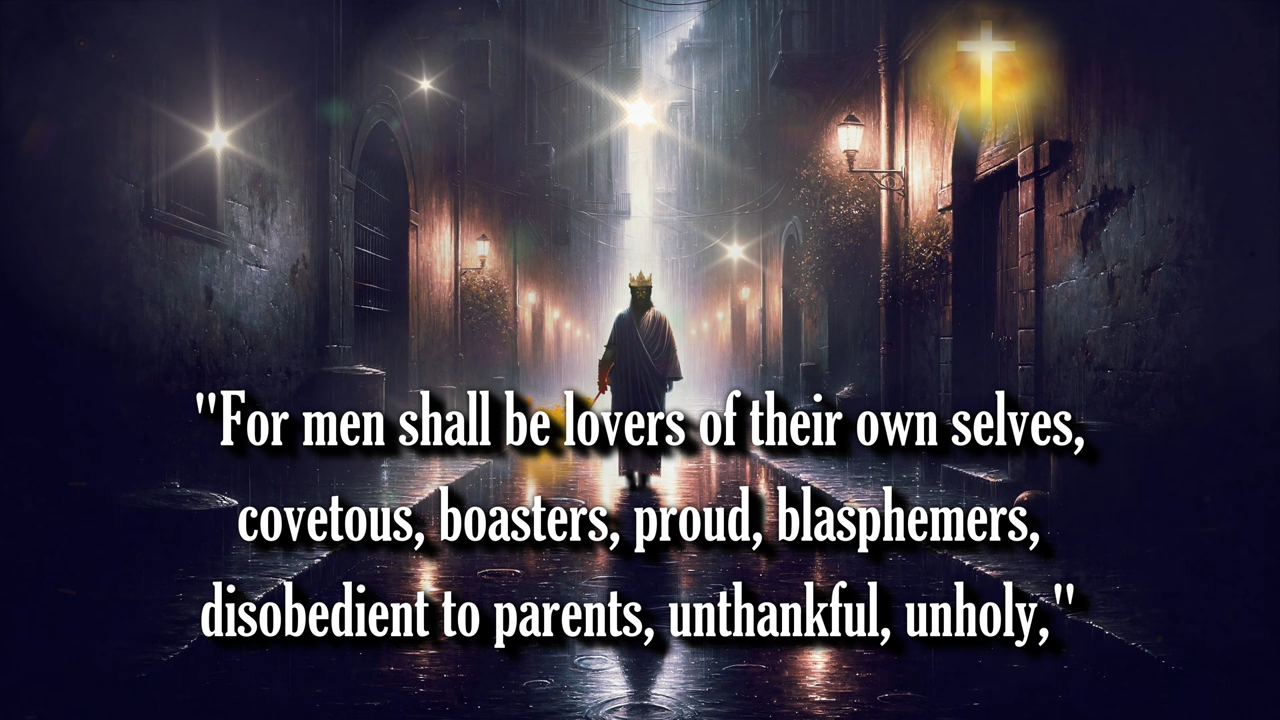 "For men shall be lovers of their own selves,
covetous, boasters, proud, blasphemers,
disobedient to parents, unthankful, unholy,"